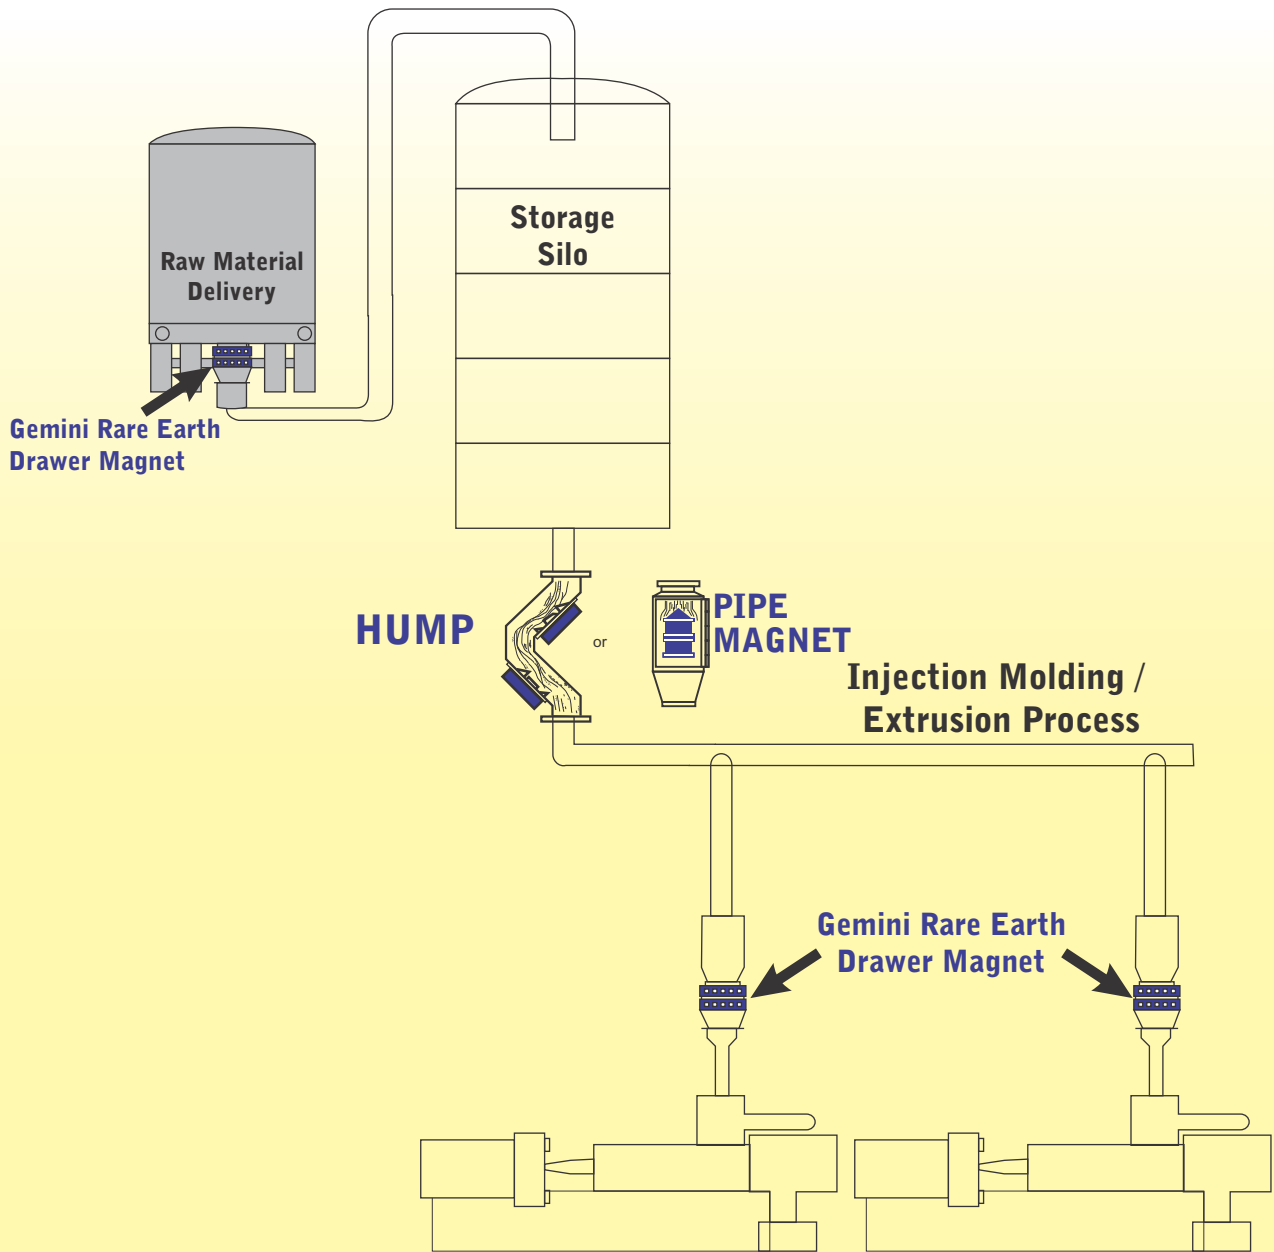 Storage
Silo
Raw Material
Delivery
Gemini Rare Earth
Drawer Magnet
HUMP
or
PIPE
MAGNET
Injection Molding /
Extrusion Process
Gemini Rare Earth
Drawer Magnet